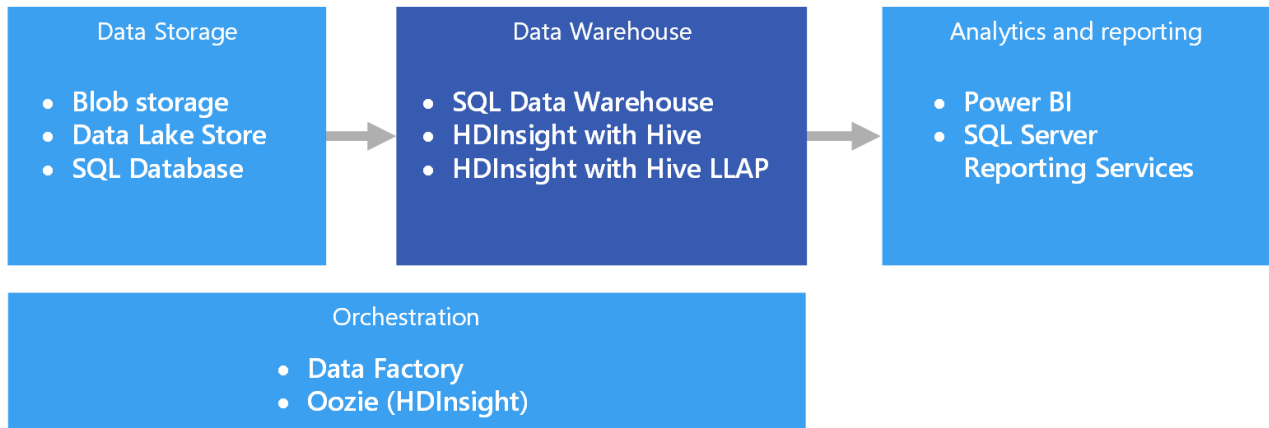 Data Storage
• Blob storage
• Data Lake Store
• SQL Database
Data Warehouse
• SQL Data Warehouse
• HDInsight with Hive
• HDInsight with Hive LLAP
Analytics and reporting
• Power BI
• SQL Server
Reporting Services
Orchestration
• Data Factory
• Oozie (HDInsight)